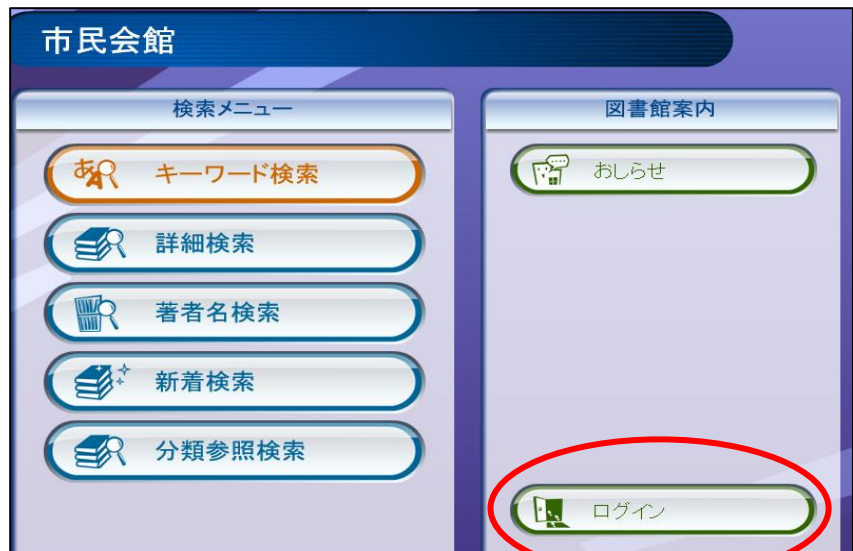 市民会館
検索メニュー
キーワード検索
詳細検索
著者名検索
新着検索
分類参照検索
図書館案内
おしらせ
ログイン